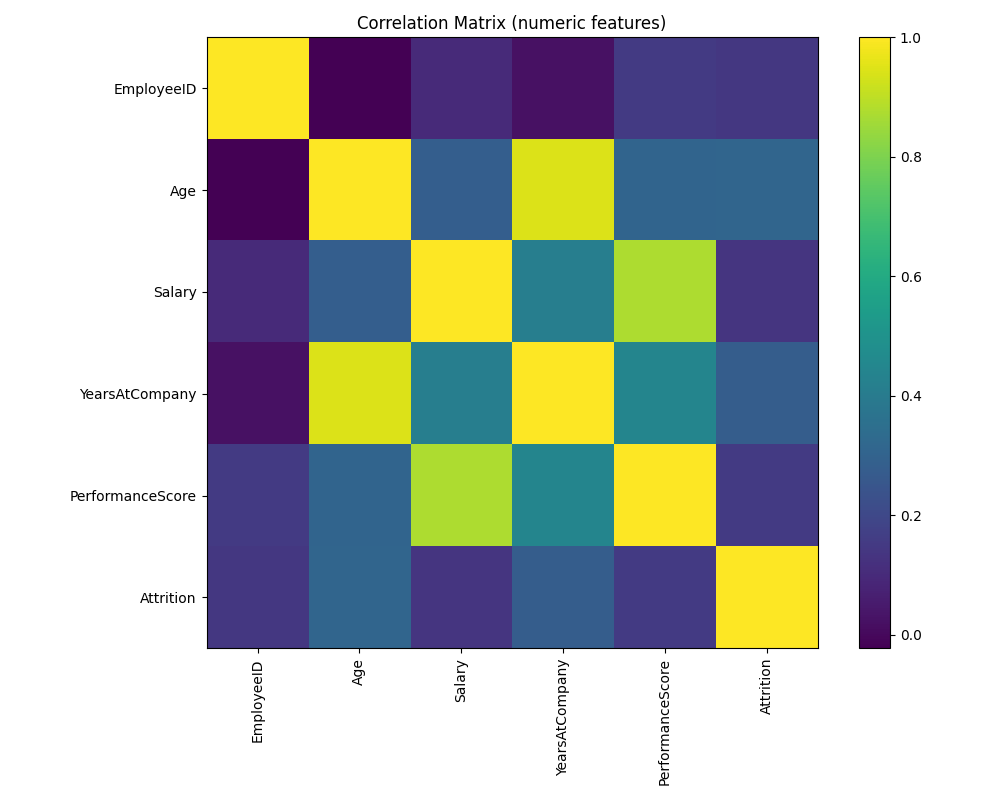 Correlation Matrix (numeric features)
EmployeeID
Age
Salary
YearsAtCompany
PerformanceScore
Attrition
EmployeeID
Age
Salary
YearsAtCompany
PerformanceScore
Attrition
1.0
0.8
0.6
0.4
0.2
0.0